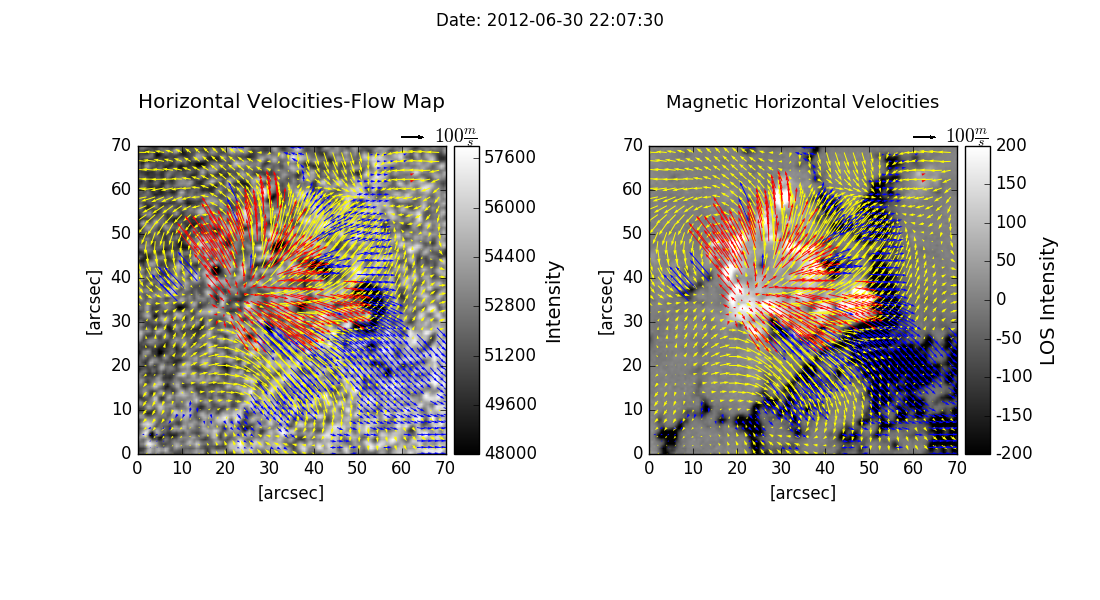 Date: 2012-06-30 22:07:30
Horizontal Velocities-Flow Map
100 m/s
70
60
50
40
30
20
10
0
[arcsec]
0 10 20 30 40 50 60 70
[arcsec]
57600
56000
54400
52800
51200
49600
48000
Intensity
Magnetic Horizontal Velocities
100 m/s
70
60
50
40
30
20
10
0
[arcsec]
0 10 20 30 40 50 60 70
[arcsec]
200
150
100
50
0
-50
-100
-150
-200
LOS Intensity